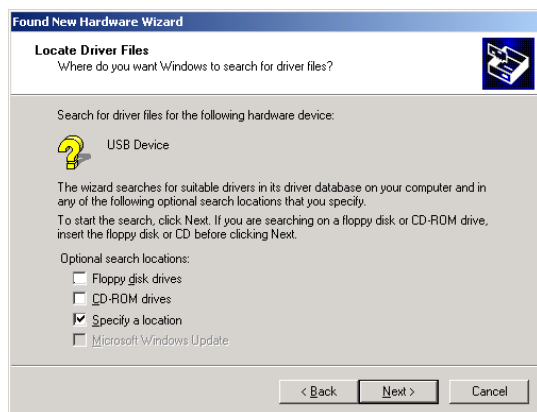 Found New Hardware Wizard
Locate Driver Files
Where do you want Windows to search for driver files?
Search for driver files for the following hardware device:
USB Device
The wizard searches for suitable drivers in its driver database on your computer and in
any of the following optional search locations that you specify.
To start the search, click Next. If you are searching on a floppy disk or CD-ROM drive,
insert the floppy disk or CD before clicking Next.
Optional search locations:
Floppy disk drives
CD-ROM drives
Specify a location
Microsoft Windows Update
< Back Next > Cancel